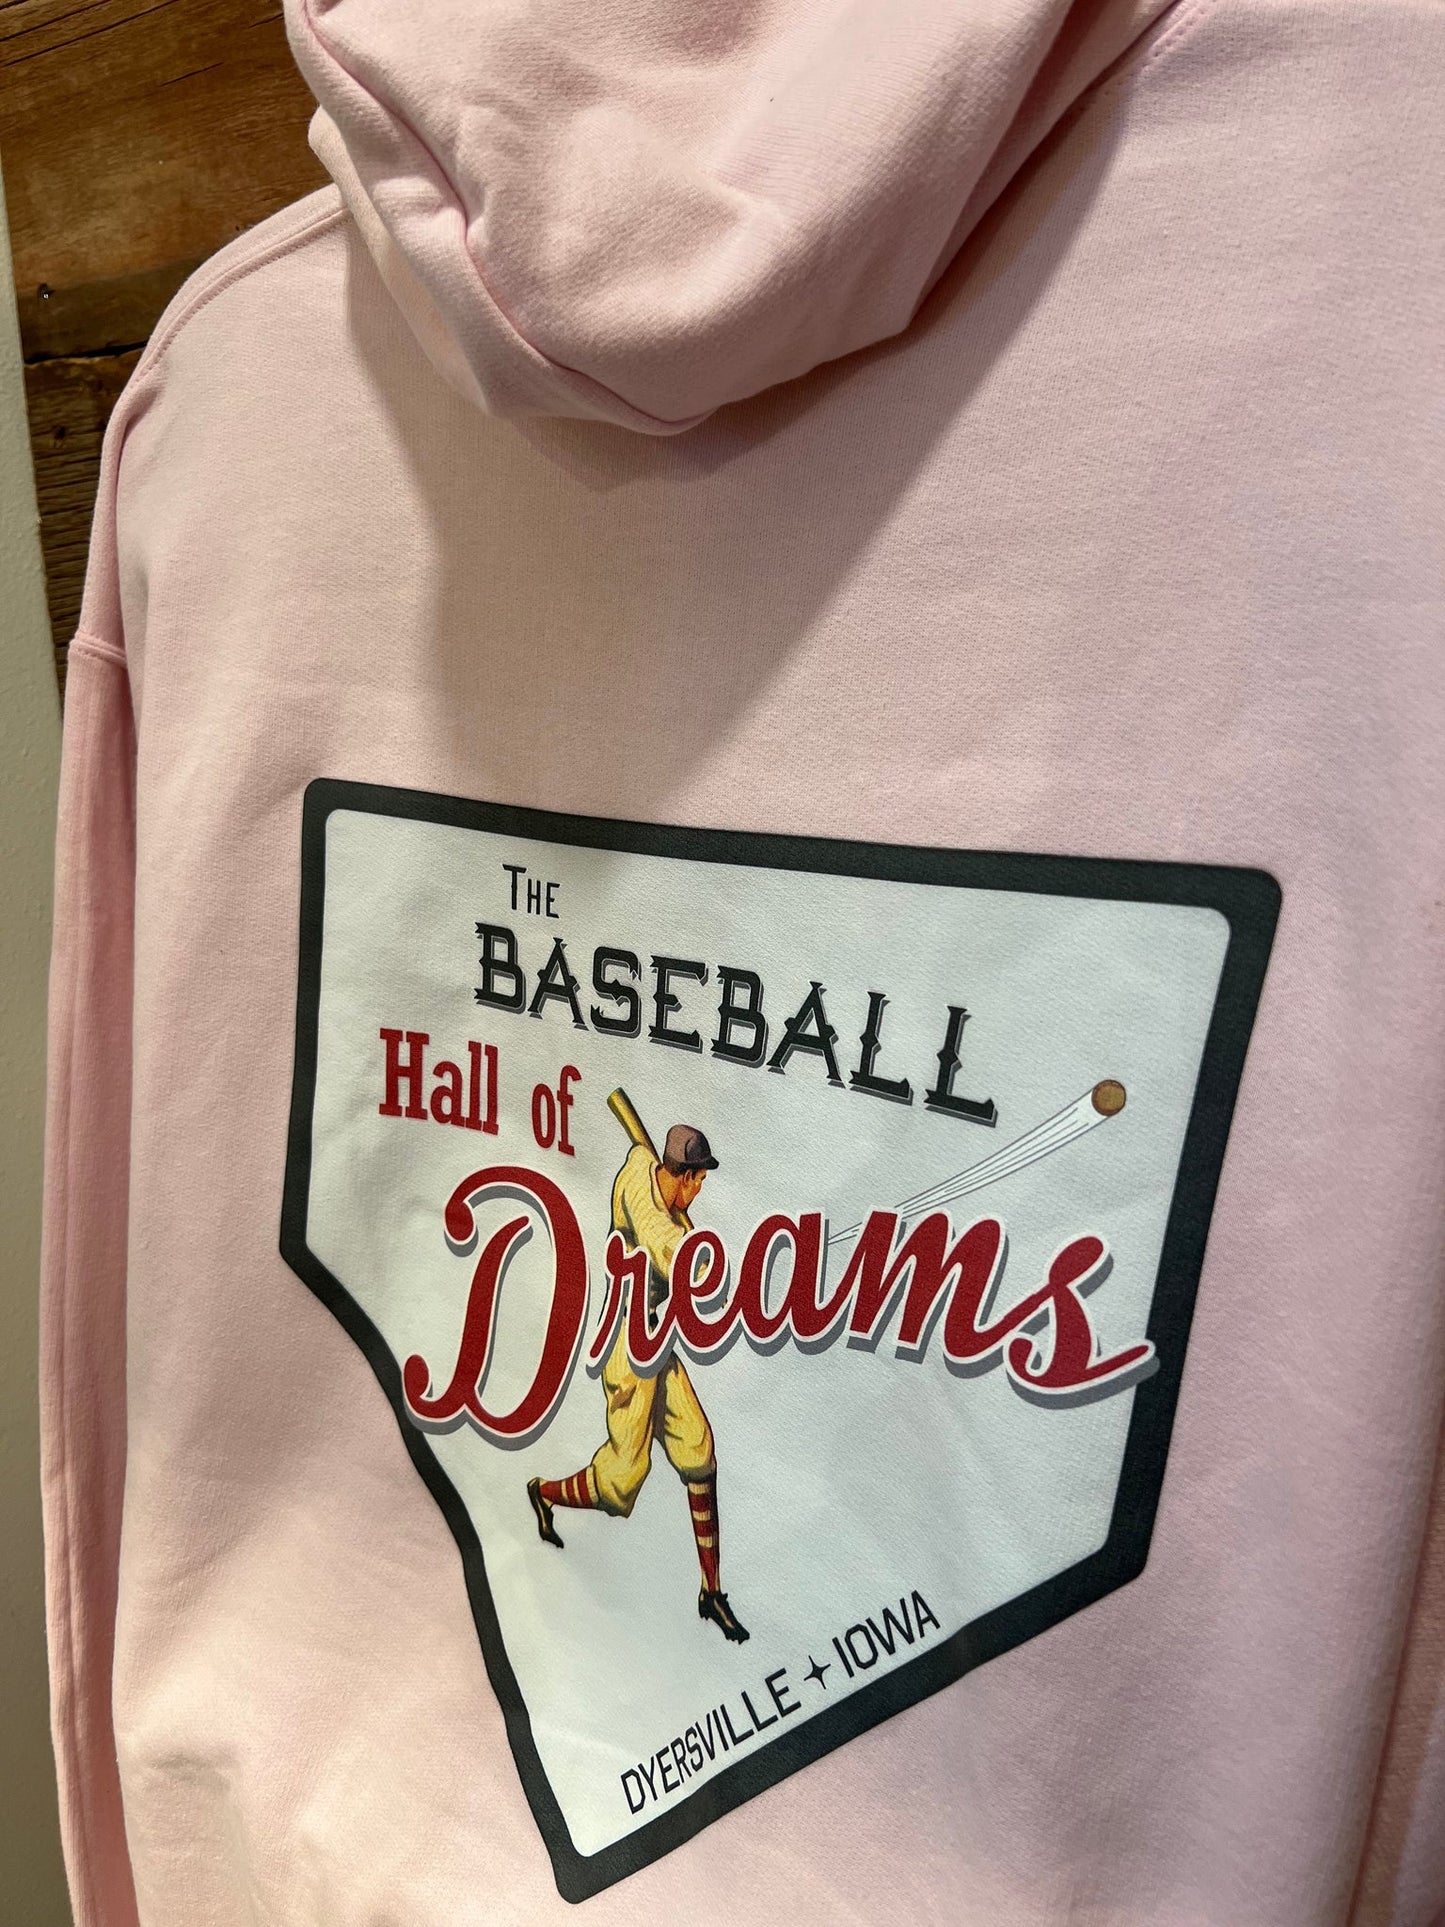 THE
BASEBALL
Hall of
Dreams
DYERSVILLE + IOWA